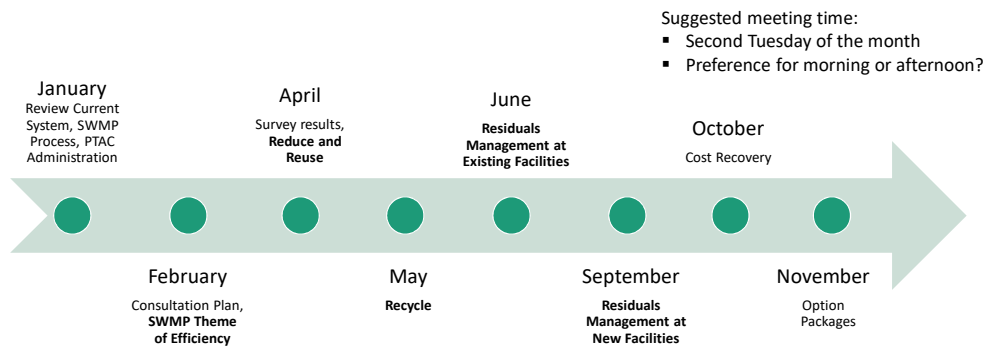 Suggested meeting time:
▪ Second Tuesday of the month
▪ Preference for morning or afternoon?
January
Review Current
System, SWMP
Process, PTAC
Administration
February
Consultation Plan,
SWMP Theme
of Efficiency
April
Survey results,
Reduce and
Reuse
May
Recycle
June
Residuals
Management at
Existing Facilities
September
Residuals
Management at
New Facilities
October
Cost Recovery
November
Option
Packages